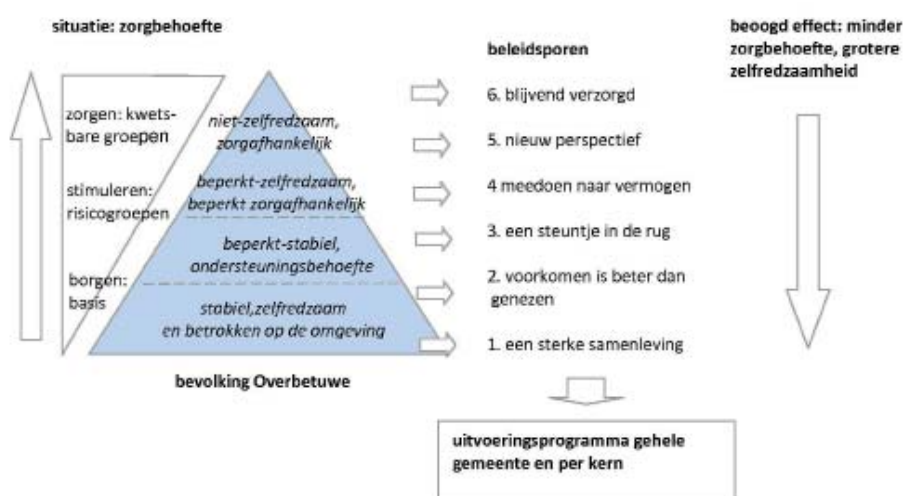 situatie: zorgbehoefte
zorgen: kwets-
bare groepen
stimuleren:
risicogroepen
borgen:
basis
niet-zelfredzaam,
zorgafhankelijk
beperkt-zelfredzaam,
beperkt zorgafhankelijk
beperkt-stabiel,
ondersteuningsbehoefte
stabiel,zelfredzaam
en betrokken op de omgeving
bevolking Overbetuwe
beleidsporen
6. blijvend verzorgd
5. nieuw perspectief
4 meedoen naar vermogen
3. een steuntje in de rug
2. voorkomen is beter dan
genezen
1. een sterke samenleving
uitvoeringsprogramma gehele
gemeente en per kern
beoogd effect: minder
zorgbehoefte, grotere
zelfredzaamheid